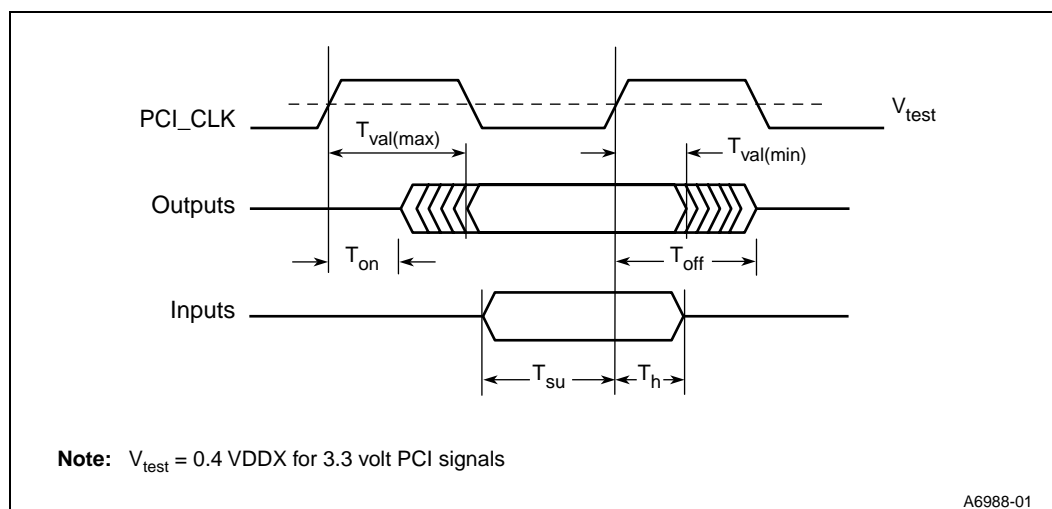 PCI_CLK
V_test
T_val(max)
T_val(min)
Outputs
T_on
T_off
Inputs
T_su
T_h
Note: V_test = 0.4 VDDX for 3.3 volt PCI signals
A6988-01